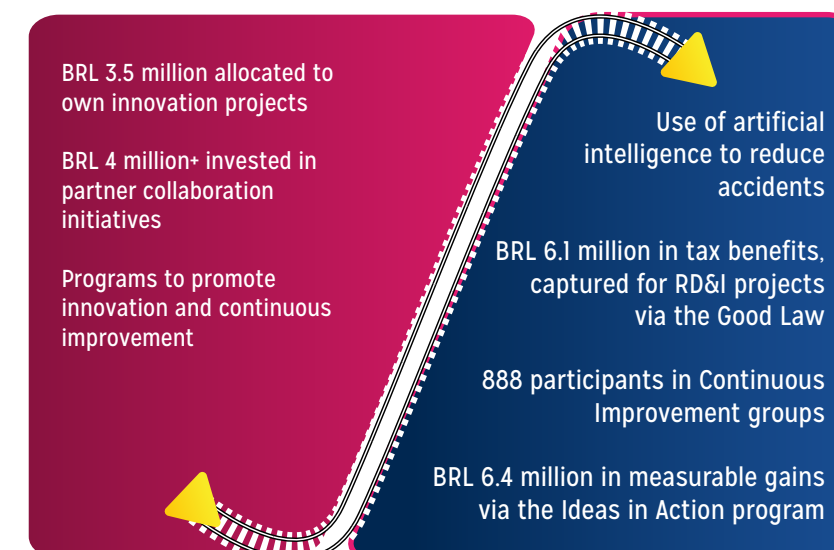 BRL 3.5 million allocated to
own innovation projects
BRL 4 million+ invested in
partner collaboration
initiatives
Programs to promote
innovation and continuous
improvement
Use of artificial
intelligence to reduce
accidents
BRL 6.1 million in tax benefits,
captured for RD&I projects
via the Good Law
888 participants in Continuous
Improvement groups
BRL 6.4 million in measurable gains
via the Ideas in Action program